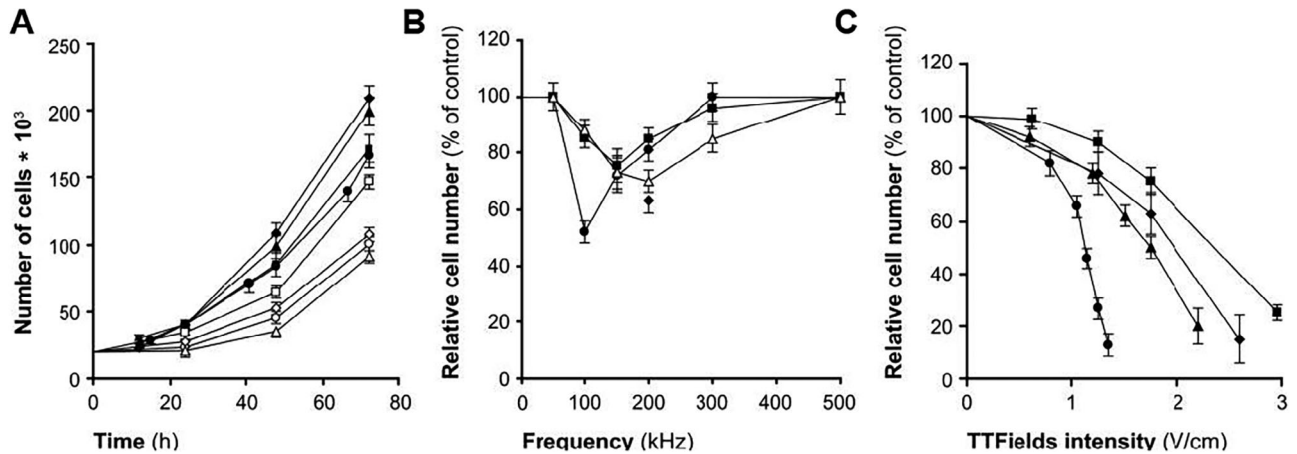 A
Number of cells * 10³
250
200
150
100
50
0
0 20 40 60 80
Time (h)
B
Relative cell number (% of control)
120
100
80
60
40
20
0
0 100 200 300 400 500
Frequency (kHz)
C
Relative cell number (% of control)
120
100
80
60
40
20
0
0 1 2 3
TTFields intensity (V/cm)